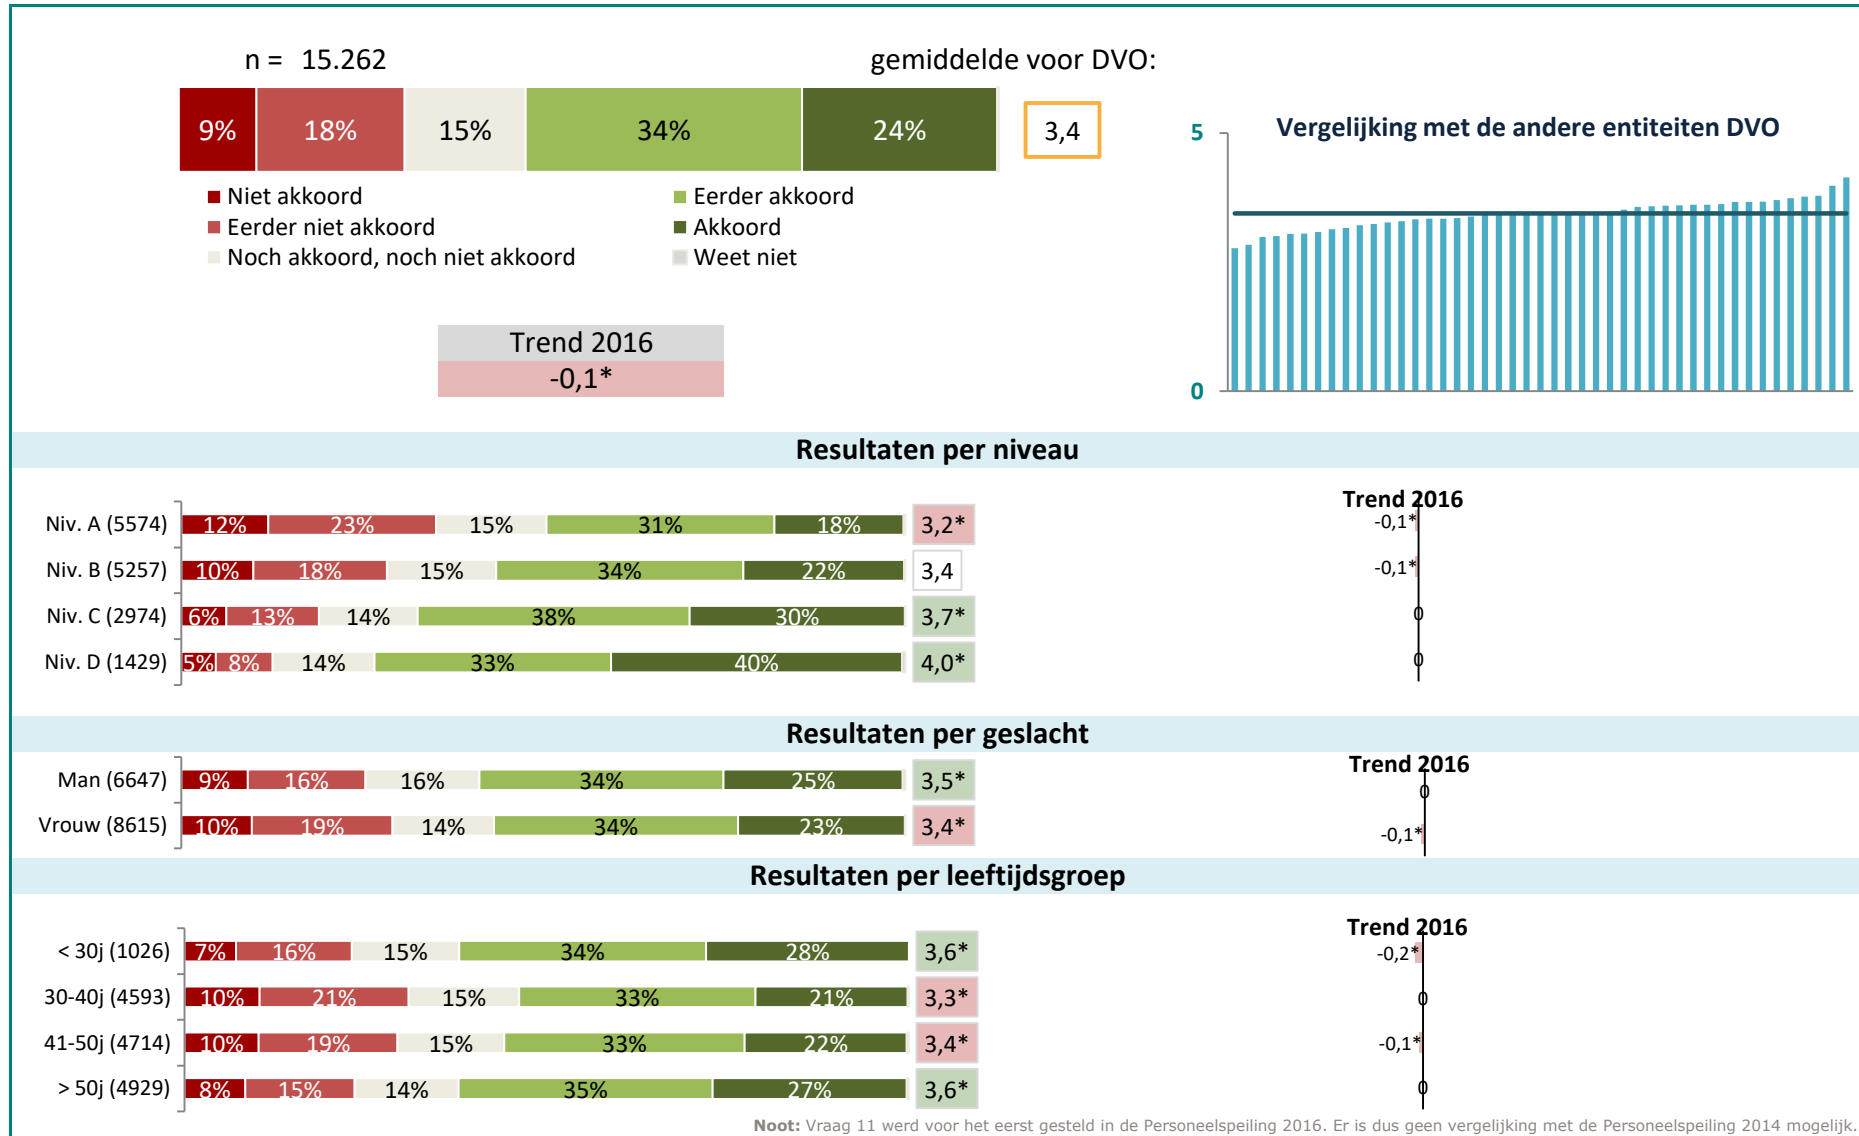 n = 15.262
gemiddelde voor DVO:
9% 18% 15% 34% 24%
3,4
Niet akkoord
Eerder akkoord
Eerder niet akkoord
Akkoord
Noch akkoord, noch niet akkoord
Weet niet
Trend 2016
-0,1*
Vergelijking met de andere entiteiten DVO
5
0
Resultaten per niveau
Trend 2016
Niv. A (5574) 12% 23% 15% 31% 18% 3,2* -0,1*
Niv. B (5257) 10% 18% 15% 34% 22% 3,4 -0,1*
Niv. C (2974) 6% 13% 14% 38% 30% 3,7* 0
Niv. D (1429) 5% 8% 14% 33% 40% 4,0* 0
Resultaten per geslacht
Trend 2016
Man (6647) 9% 16% 16% 34% 25% 3,5* 0
Vrouw (8615) 10% 19% 14% 34% 23% 3,4* -0,1*
Resultaten per leeftijdsgroep
Trend 2016
< 30j (1026) 7% 16% 15% 34% 28% 3,6* -0,2*
30-40j (4593) 10% 21% 15% 33% 21% 3,3* 0
41-50j (4714) 10% 19% 15% 33% 22% 3,4* -0,1*
> 50j (4929) 8% 15% 14% 35% 27% 3,6* 0
Noot: Vraag 11 werd voor het eerst gesteld in de Personeelspeiling 2016. Er is dus geen vergelijking met de Personeelspeiling 2014 mogelijk.